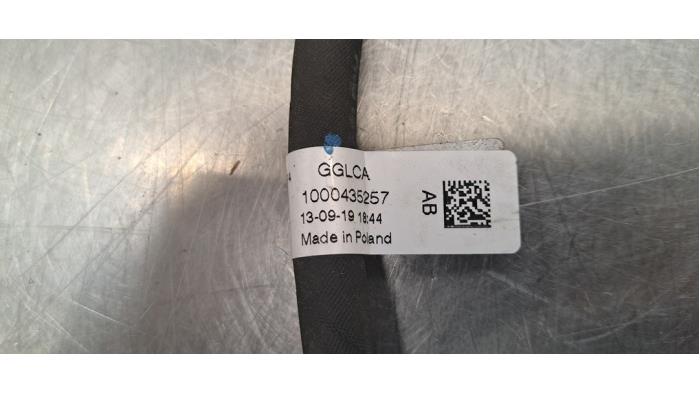 GGLCA
1000435257
13-09-19 18:44
Made in Poland
AB